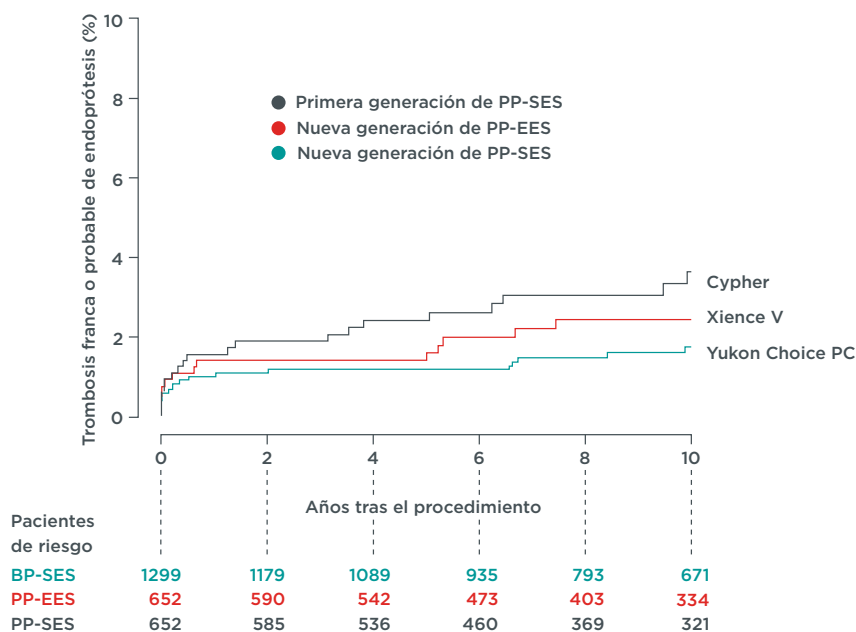 Trombosis franca o probable de endoprótesis (%)
10
8
6
4
2
0
Primera generación de PP-SES
Nueva generación de PP-EES
Nueva generación de PP-SES
Cypher
Xience V
Yukon Choice PC
0 2 4 6 8 10
Años tras el procedimiento
Pacientes
de riesgo
BP-SES 1299 1179 1089 935 793 671
PP-EES 652 590 542 473 403 334
PP-SES 652 585 536 460 369 321